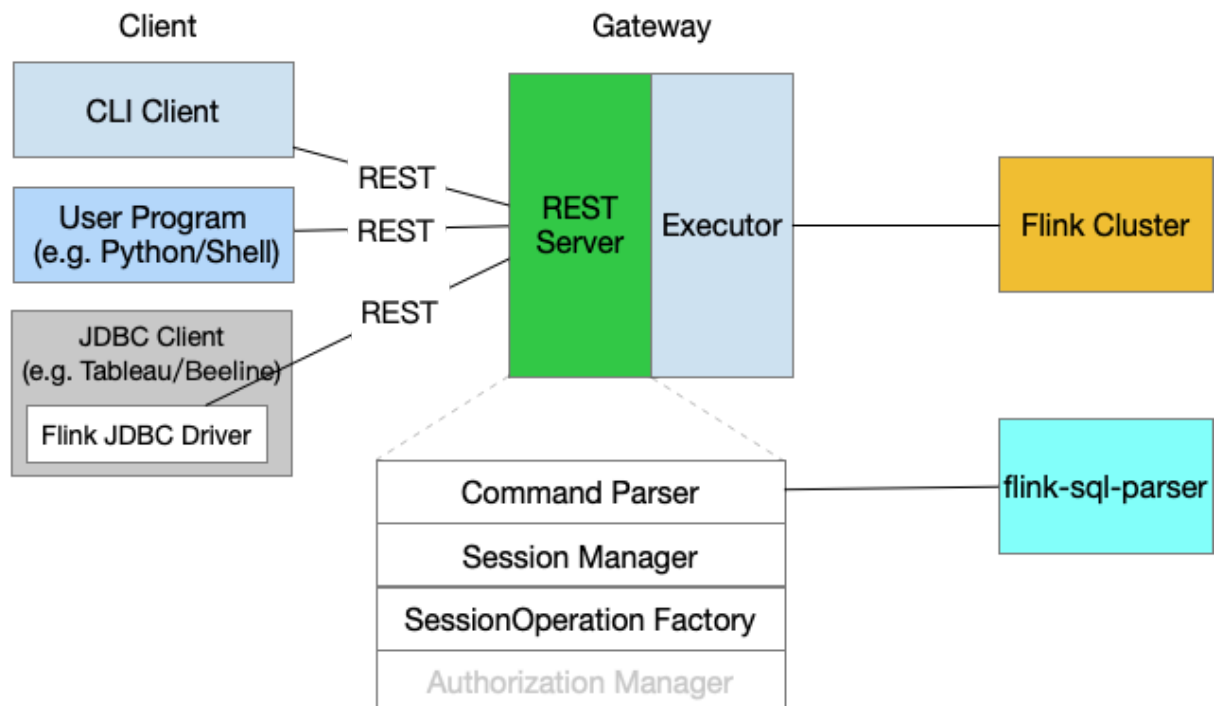 Client
Gateway
CLI Client
REST
User Program
(e.g. Python/Shell)
REST
REST
JDBC Client
(e.g. Tableau/Beeline)
Flink JDBC Driver
REST
Server
Executor
Flink Cluster
Command Parser
Session Manager
SessionOperation Factory
Authorization Manager
flink-sql-parser